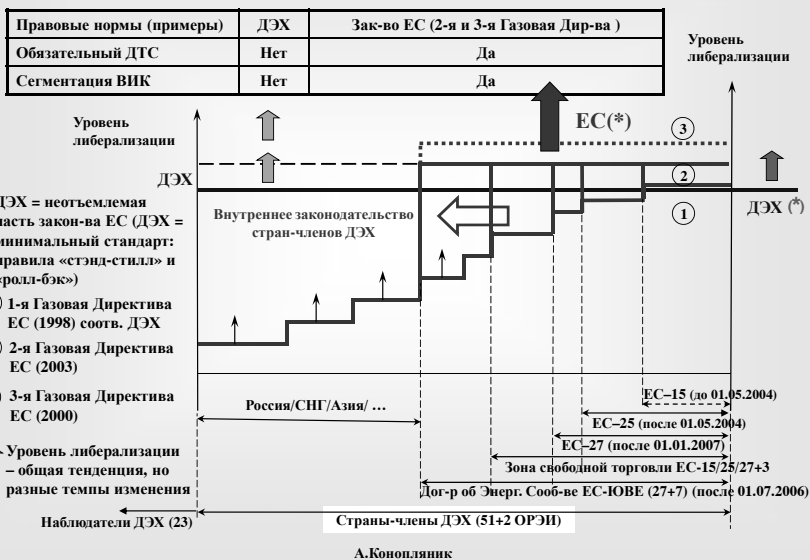 Правовые нормы (примеры) ДЭХ Зак-во ЕС (2-я и 3-я Газовая Дир-ва )
Обязательный ДТС Нет Да
Сегментация ВИК Нет Да
Уровень
либерализации
Уровень
либерализации
ЕС(*)
3
ДЭХ
2
ДЭХ = неотъемлемая
часть закон-ва ЕС (ДЭХ =
минимальный стандарт:
правила «стэнд-стилл» и
«ролл-бэк»)
Внутреннее законодательство
стран-членов ДЭХ
1
ДЭХ (*)
1-я Газовая Директива
ЕС (1998) соотв. ДЭХ
2-я Газовая Директива
ЕС (2003)
3-я Газовая Директива
ЕС (2000)
Уровень либерализации
– общая тенденция, но
разные темпы изменения
Россия/СНГ/Азия/ …
ЕС–15 (до 01.05.2004)
ЕС–25 (после 01.05.2004)
ЕС–27 (после 01.01.2007)
Зона свободной торговли ЕС-15/25/27+3
Дог-р об Энерг. Сооб-ве ЕС-ЮВЕ (27+7) (после 01.07.2006)
Наблюдатели ДЭХ (23)
Страны-члены ДЭХ (51+2 ОРЭИ)
А.Конопляник